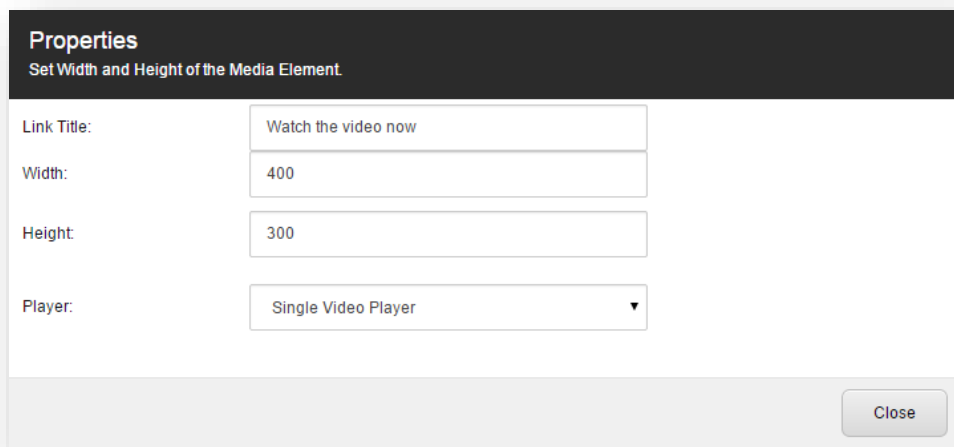 Properties
Set Width and Height of the Media Element.
Link Title: Watch the video now
Width: 400
Height: 300
Player: Single Video Player
Close